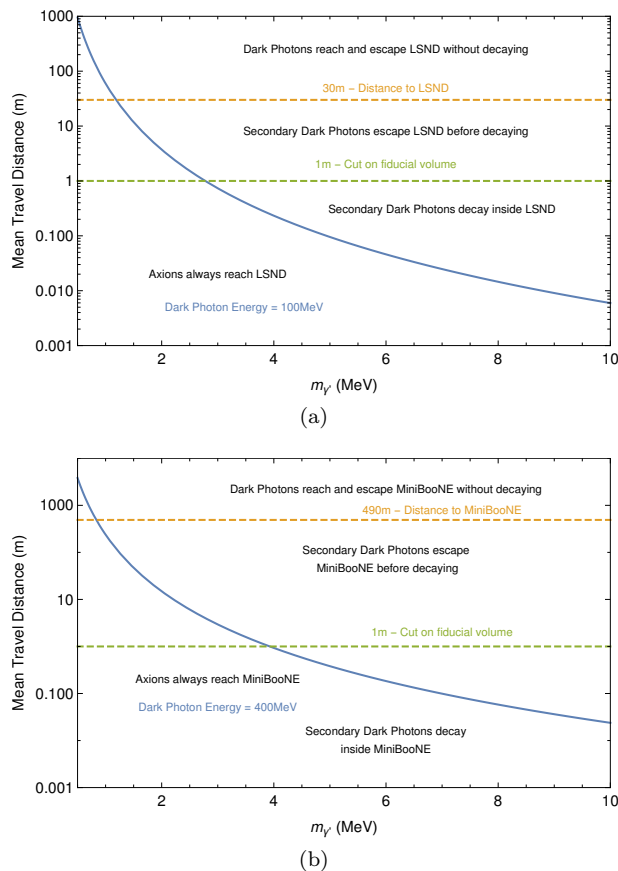 1000
Dark Photons reach and escape LSND without decaying
100
30m − Distance to LSND
10
Secondary Dark Photons escape LSND before decaying
1m − Cut on fiducial volume
1
Secondary Dark Photons decay inside LSND
0.100
Axions always reach LSND
0.010
Dark Photon Energy = 100MeV
0.001
Mean Travel Distance (m)
2 4 6 8 10
mγ' (MeV)
(a)
Dark Photons reach and escape MiniBooNE without decaying
1000
490m − Distance to MiniBooNE
Secondary Dark Photons escape
MiniBooNE before decaying
10
1m − Cut on fiducial volume
Axions always reach MiniBooNE
0.100
Dark Photon Energy = 400MeV
Secondary Dark Photons decay
inside MiniBooNE
0.001
Mean Travel Distance (m)
2 4 6 8 10
mγ' (MeV)
(b)